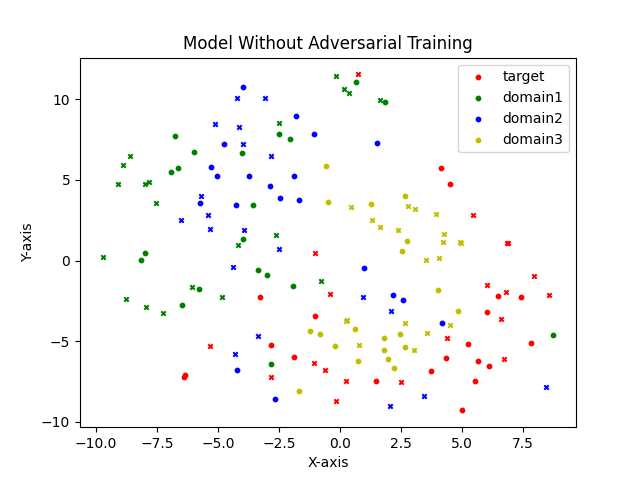 Model Without Adversarial Training
target
domain1
domain2
domain3
10
5
0
−5
−10
Y-axis
−10.0 −7.5 −5.0 −2.5 0.0 2.5 5.0 7.5
X-axis